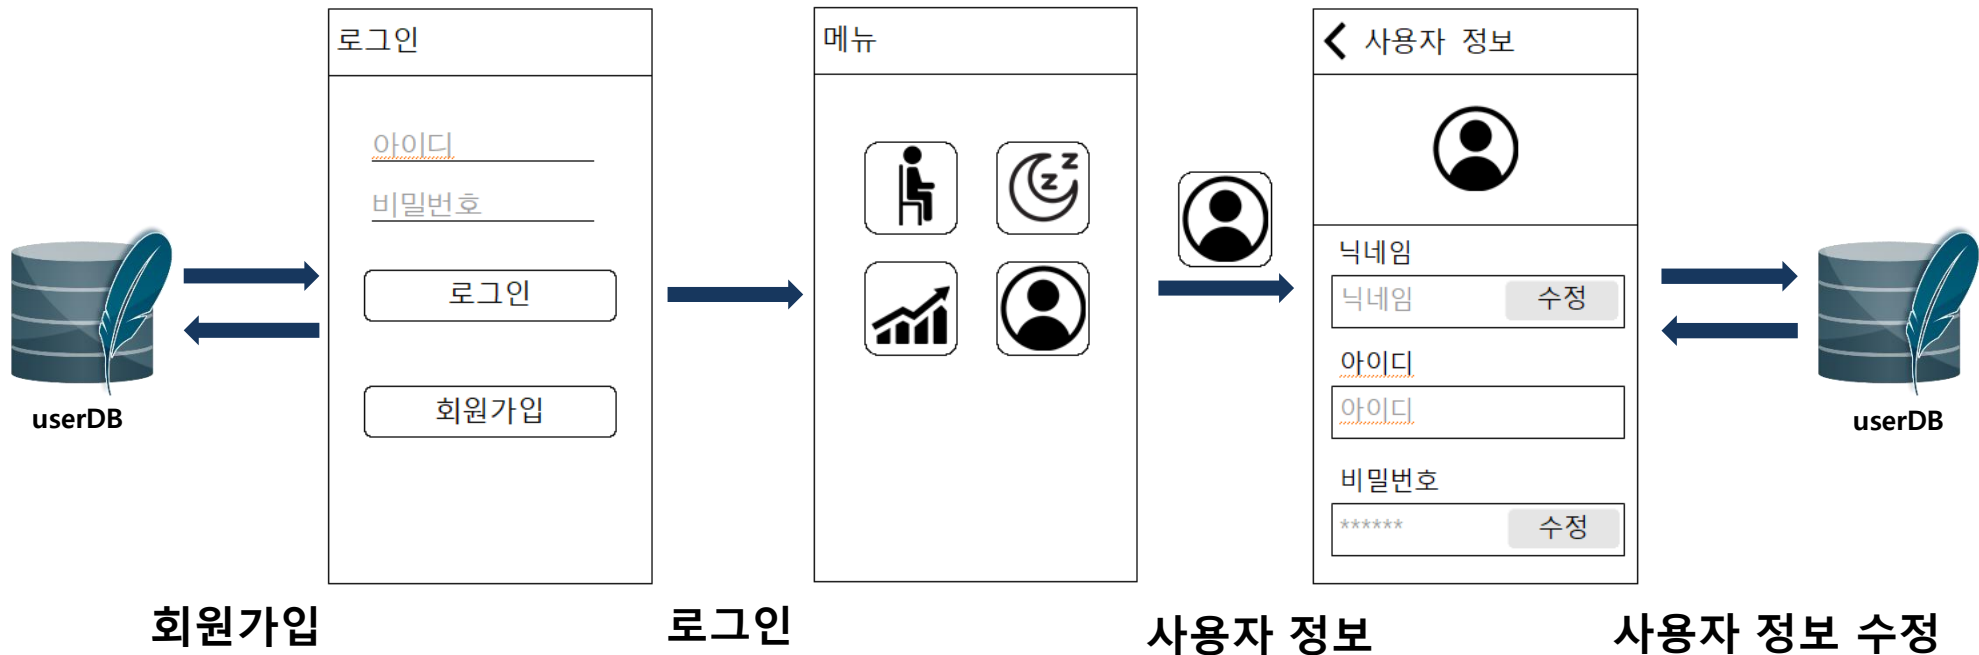 userDB
로그인
아이디
비밀번호
로그인
회원가입
메뉴
z
z
사용자 정보
닉네임
닉네임 수정
아이디
아이디
비밀번호
****** 수정
userDB
회원가입
로그인
사용자 정보
사용자 정보 수정